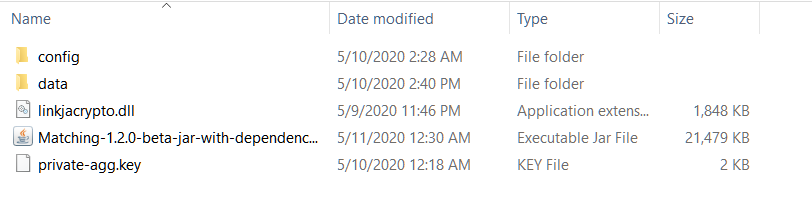 Name Date modified Type Size
config 5/10/2020 2:28 AM File folder
data 5/10/2020 2:40 PM File folder
linkjacrypto.dll 5/9/2020 11:46 PM Application extens... 1,848 KB
Matching-1.2.0-beta-jar-with-dependenc... 5/11/2020 12:30 AM Executable Jar File 21,479 KB
private-agg.key 5/10/2020 12:18 AM KEY File 2 KB